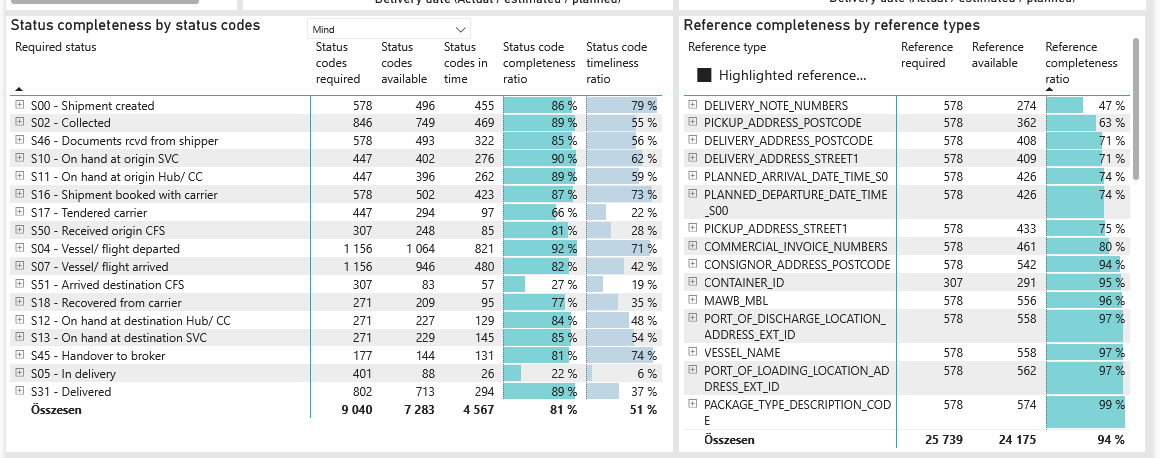 Delivery date (Actual / estimated / planned)
Delivery date (Actual / estimated / planned)
Status completeness by status codes
Mind
Required status
Status codes required
Status codes available
Status codes in time
Status code completeness ratio
Status code timeliness ratio
S00 - Shipment created 578 496 455 86 % 79 %
S02 - Collected 846 749 469 89 % 55 %
S46 - Documents rcvd from shipper 578 493 322 85 % 56 %
S10 - On hand at origin SVC 447 402 276 90 % 62 %
S11 - On hand at origin Hub/ CC 447 396 262 89 % 59 %
S16 - Shipment booked with carrier 578 502 423 87 % 73 %
S17 - Tendered carrier 447 294 97 66 % 22 %
S50 - Received origin CFS 307 248 85 81 % 28 %
S04 - Vessel/ flight departed 1 156 1 064 821 92 % 71 %
S07 - Vessel/ flight arrived 1 156 946 480 82 % 42 %
S51 - Arrived destination CFS 307 83 57 27 % 19 %
S18 - Recovered from carrier 271 209 95 77 % 35 %
S12 - On hand at destination Hub/ CC 271 227 129 84 % 48 %
S13 - On hand at destination SVC 271 229 145 85 % 54 %
S45 - Handover to broker 177 144 131 81 % 74 %
S05 - In delivery 401 88 26 22 % 6 %
S31 - Delivered 802 713 294 89 % 37 %
Összesen 9 040 7 283 4 567 81 % 51 %
Reference completeness by reference types
Reference type
Highlighted reference...
Reference required
Reference available
Reference completeness ratio
DELIVERY_NOTE_NUMBERS 578 274 47 %
PICKUP_ADDRESS_POSTCODE 578 362 63 %
DELIVERY_ADDRESS_POSTCODE 578 408 71 %
DELIVERY_ADDRESS_STREET1 578 409 71 %
PLANNED_ARRIVAL_DATE_TIME_S0 578 426 74 %
PLANNED_DEPARTURE_DATE_TIME 578 426 74 %
_S00
PICKUP_ADDRESS_STREET1 578 433 75 %
COMMERCIAL_INVOICE_NUMBERS 578 461 80 %
CONSIGNOR_ADDRESS_POSTCODE 578 542 94 %
CONTAINER_ID 307 291 95 %
MAWB_MBL 578 556 96 %
PORT_OF_DISCHARGE_LOCATION_ 578 558 97 %
ADDRESS_EXT_ID
VESSEL_NAME 578 558 97 %
PORT_OF_LOADING_LOCATION_AD 578 562 97 %
DRESS_EXT_ID
PACKAGE_TYPE_DESCRIPTION_COD 578 574 99 %
E
Összesen 25 739 24 175 94 %